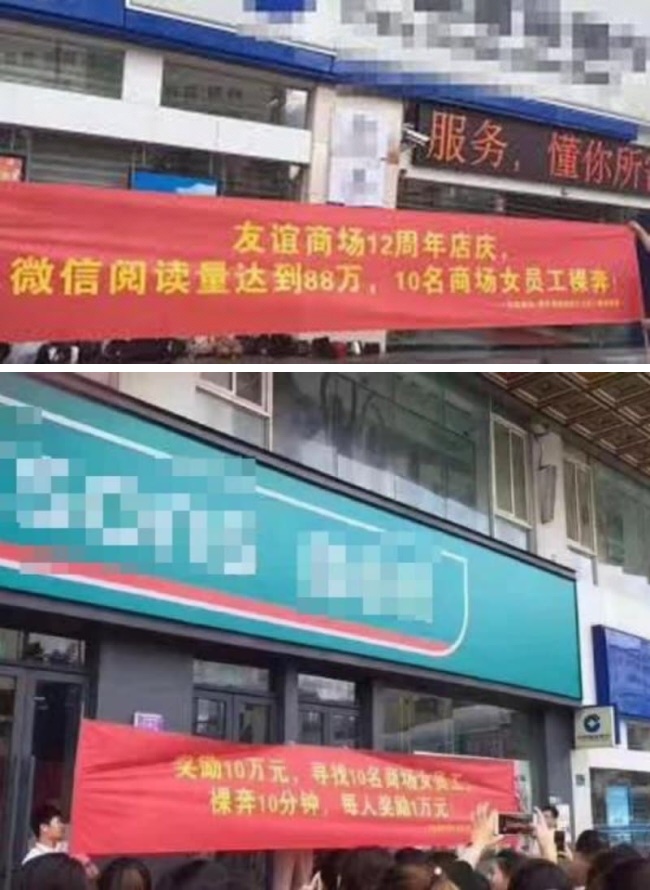 服务，懂你所
友谊商场12周年店庆，
微信阅读量达到88万，10名商场女员工裸奔！
奖励10万元，寻找10名商场女员工，
裸奔10分钟，每人奖励1万元！